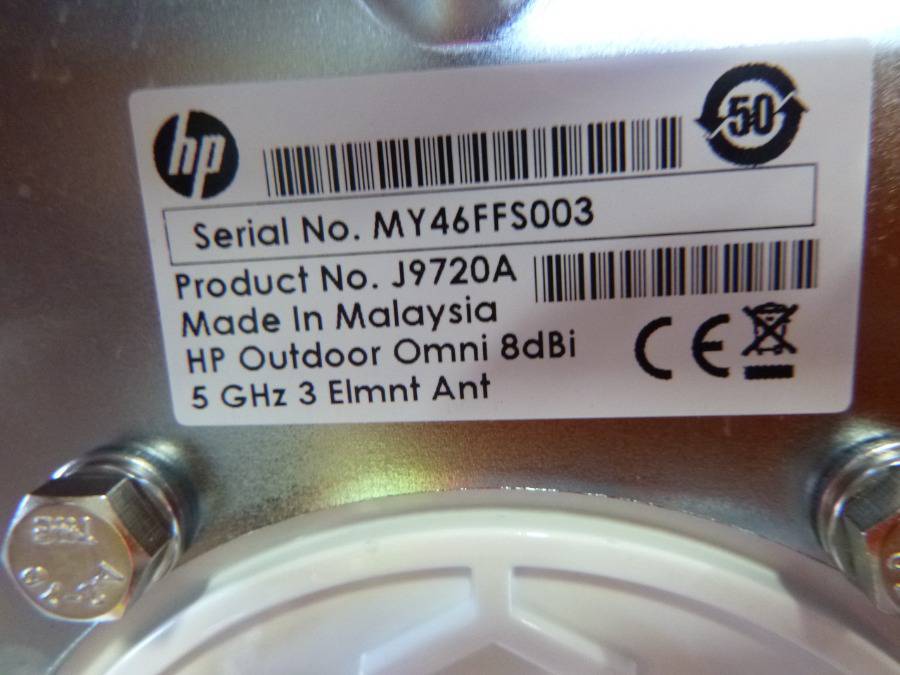 hp
50
Serial No. MY46FFS003
Product No. J9720A
Made In Malaysia
HP Outdoor Omni 8dBi
5 GHz 3 Elmnt Ant
CE